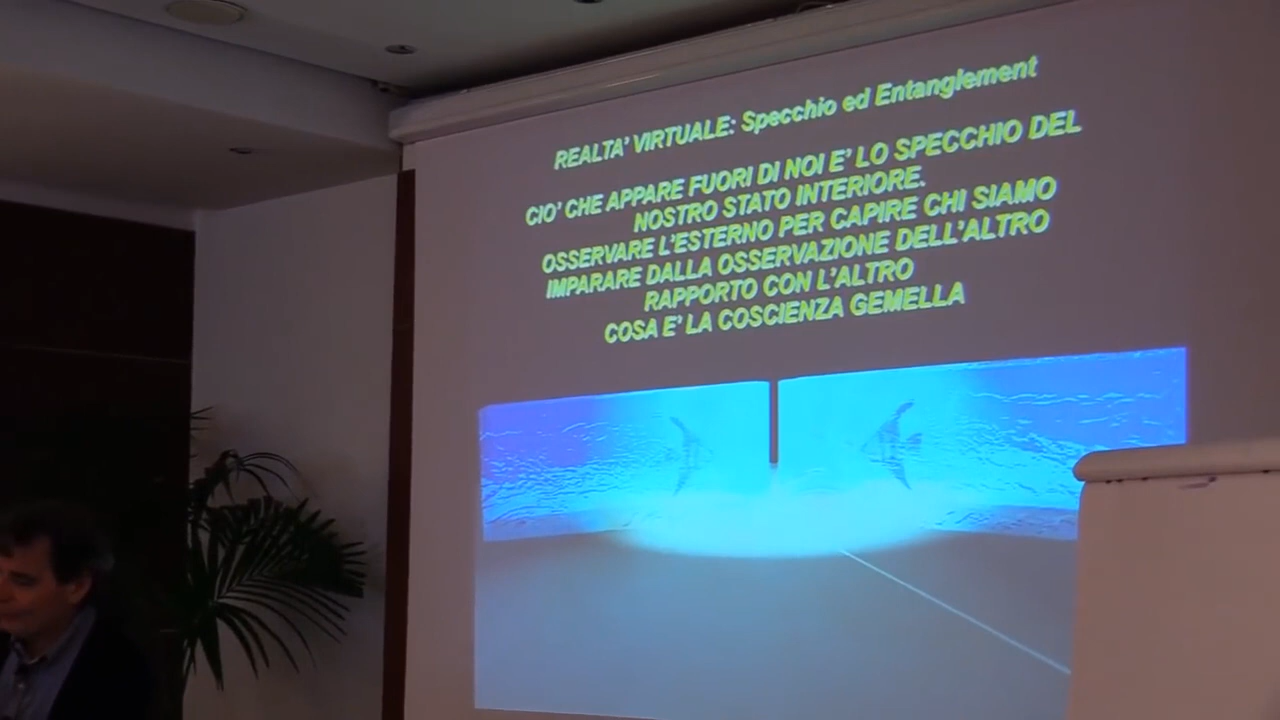 REALTA' VIRTUALE: Specchio ed Entanglement
CIO' CHE APPARE FUORI DI NOI E' LO SPECCHIO DEL
NOSTRO STATO INTERIORE.
OSSERVARE L'ESTERNO PER CAPIRE CHI SIAMO
IMPARARE DALLA OSSERVAZIONE DELL'ALTRO
RAPPORTO CON L'ALTRO
COSA E' LA COSCIENZA GEMELLA